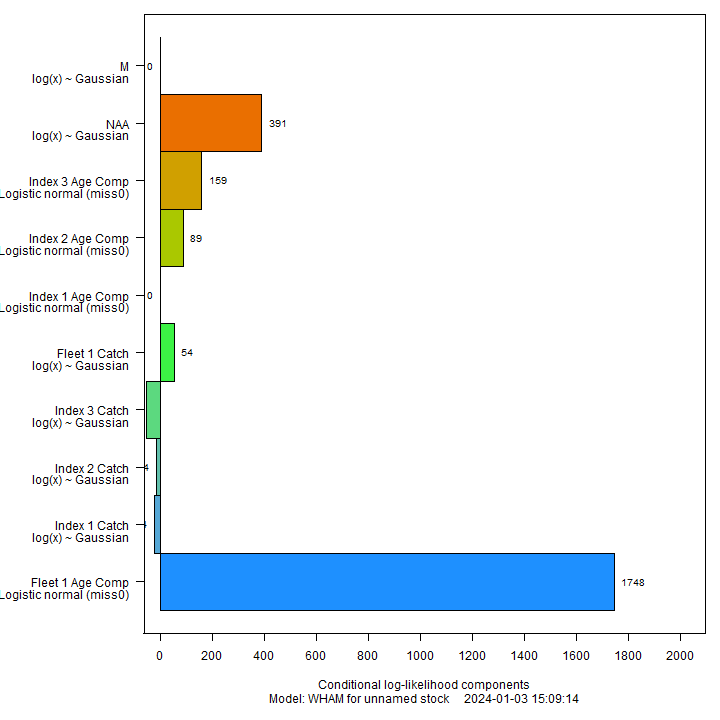 M
log(x) ~ Gaussian
0
NAA
log(x) ~ Gaussian
391
Index 3 Age Comp
Logistic normal (miss0)
159
Index 2 Age Comp
Logistic normal (miss0)
89
Index 1 Age Comp
Logistic normal (miss0)
0
Fleet 1 Catch
log(x) ~ Gaussian
54
Index 3 Catch
log(x) ~ Gaussian
Index 2 Catch
log(x) ~ Gaussian
Index 1 Catch
log(x) ~ Gaussian
Fleet 1 Age Comp
Logistic normal (miss0)
1748
0 200 400 600 800 1000 1200 1400 1600 1800 2000
Conditional log-likelihood components
Model: WHAM for unnamed stock 2024-01-03 15:09:14